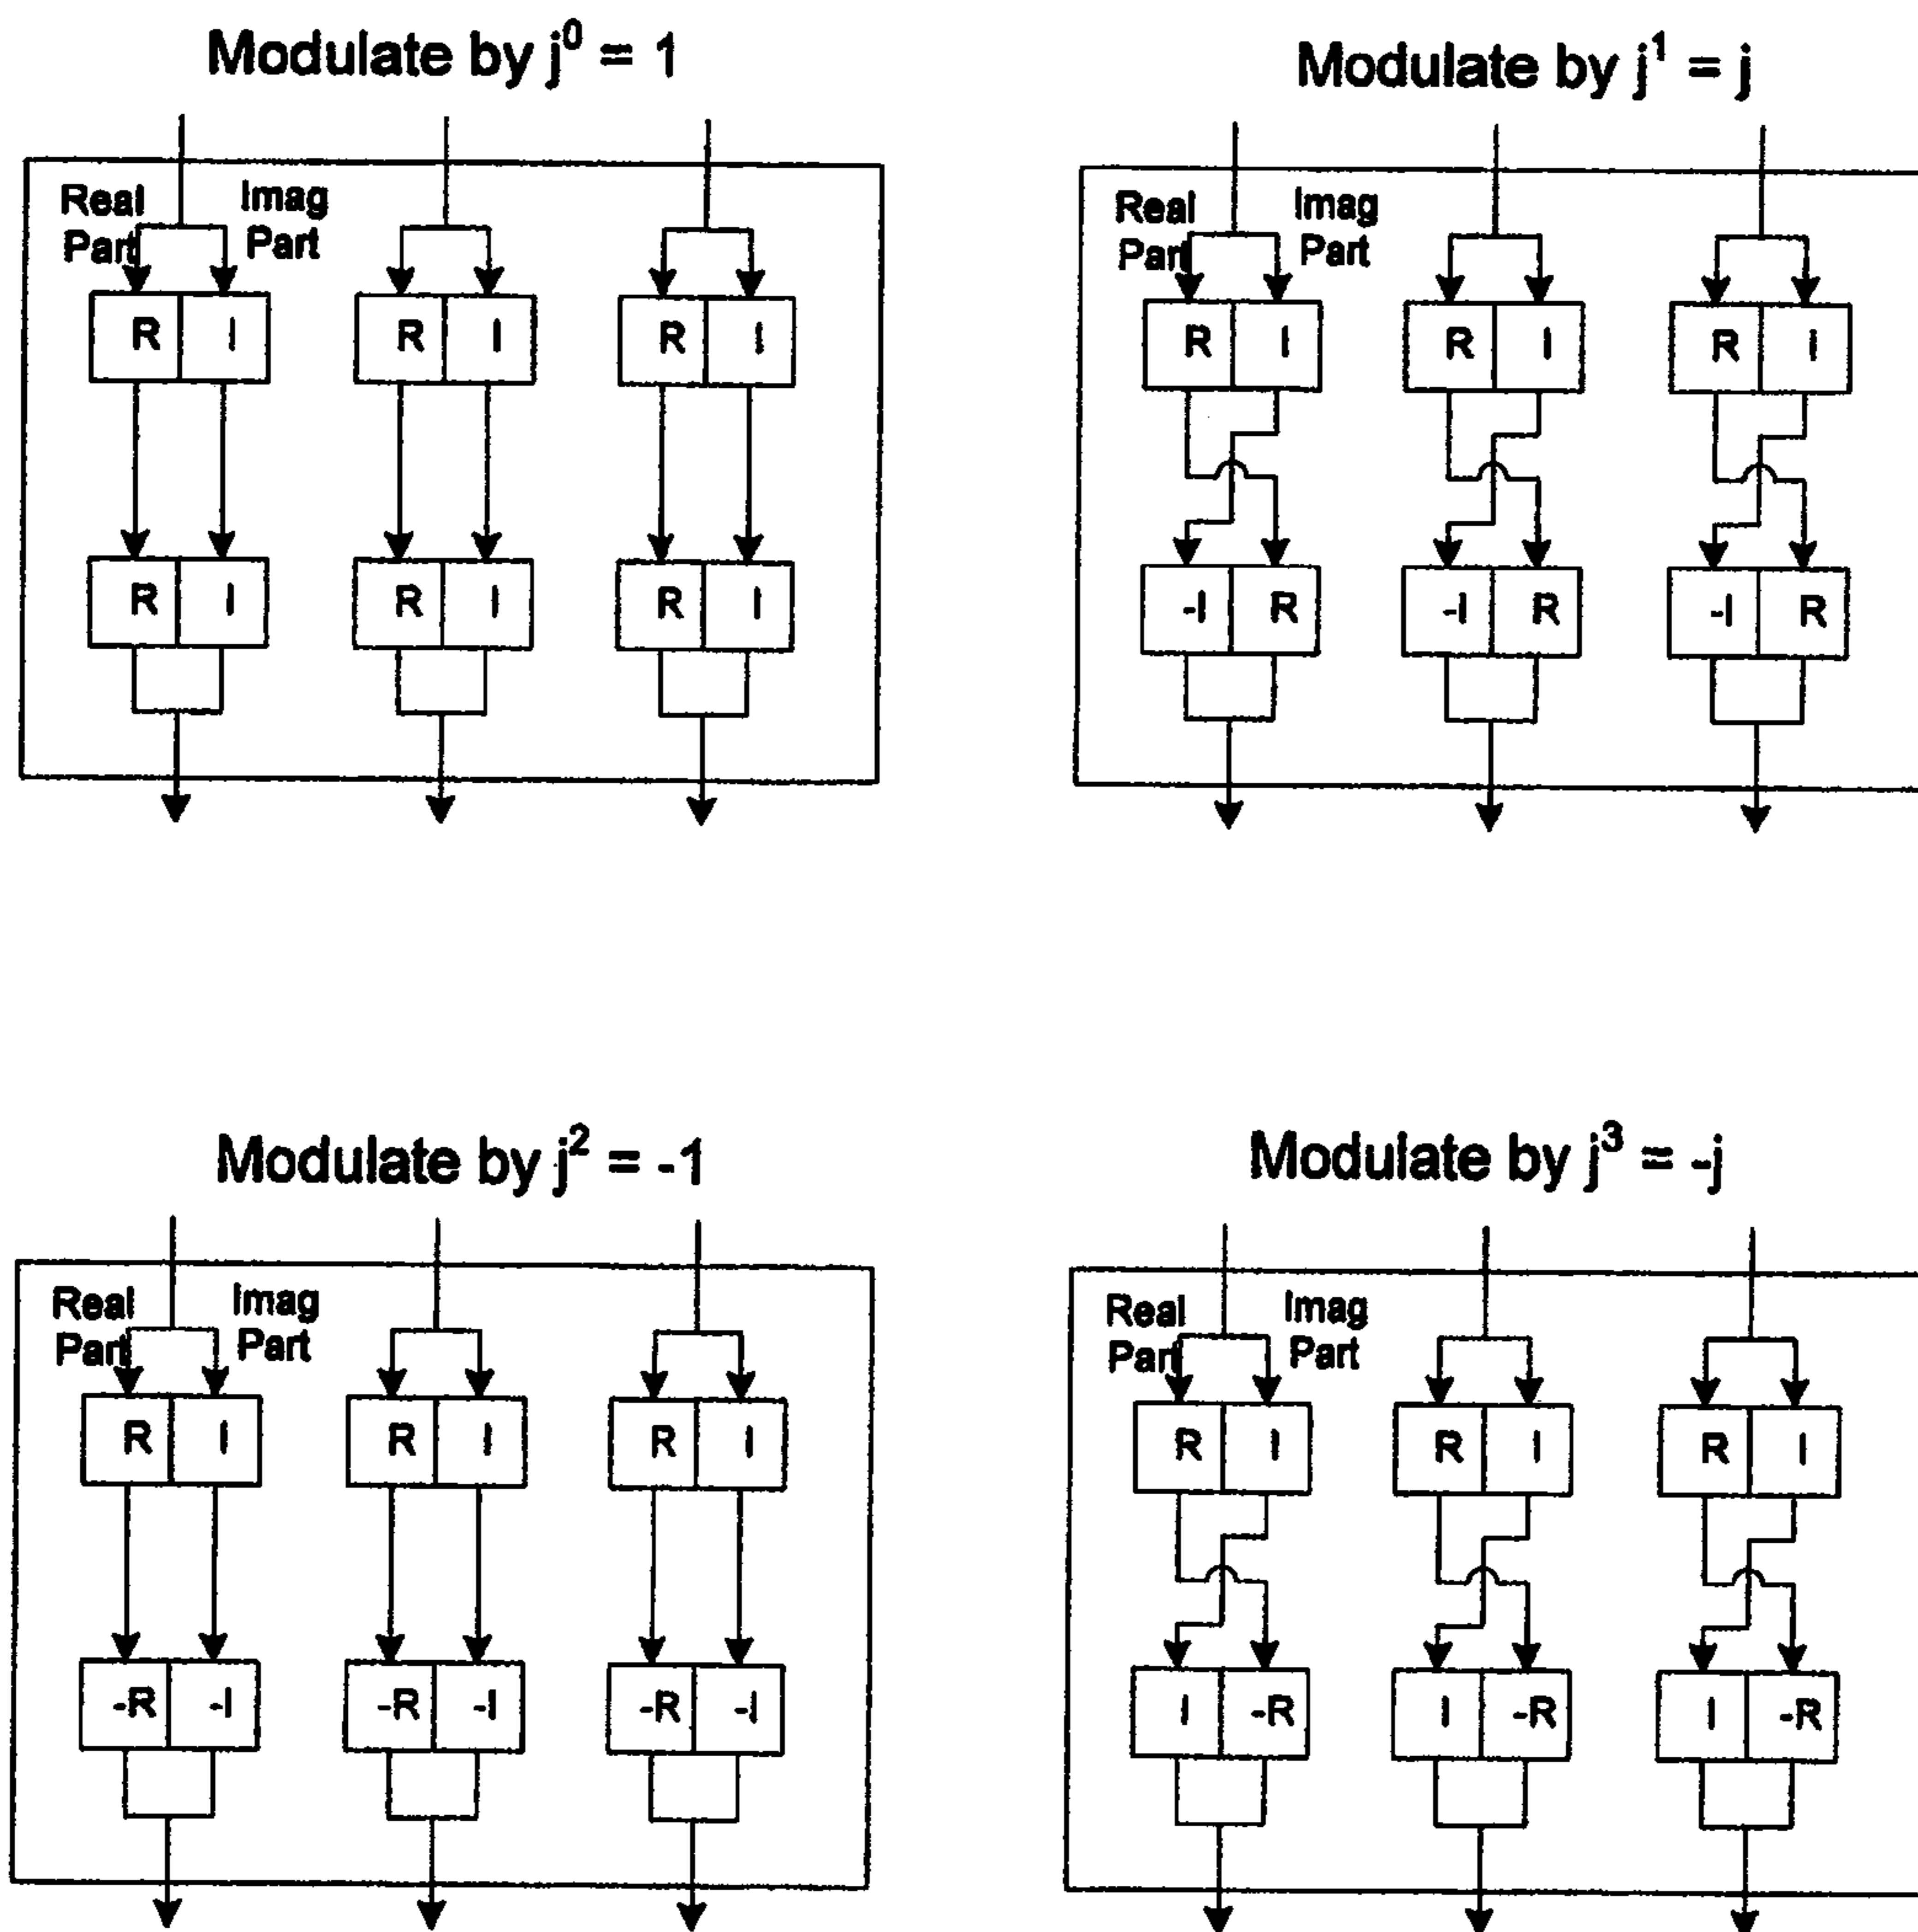 Modulate by j⁰ = 1
Real Imag
Part Part
R I R I R I
R I R I R I
Modulate by j¹ = j
Real Imag
Part Part
R I R I R I
-I R -I R -I R
Modulate by j² = -1
Real Imag
Part Part
R I R I R I
-R -I -R -I -R -I
Modulate by j³ = -j
Real Imag
Part Part
R I R I R I
I -R I -R I -R